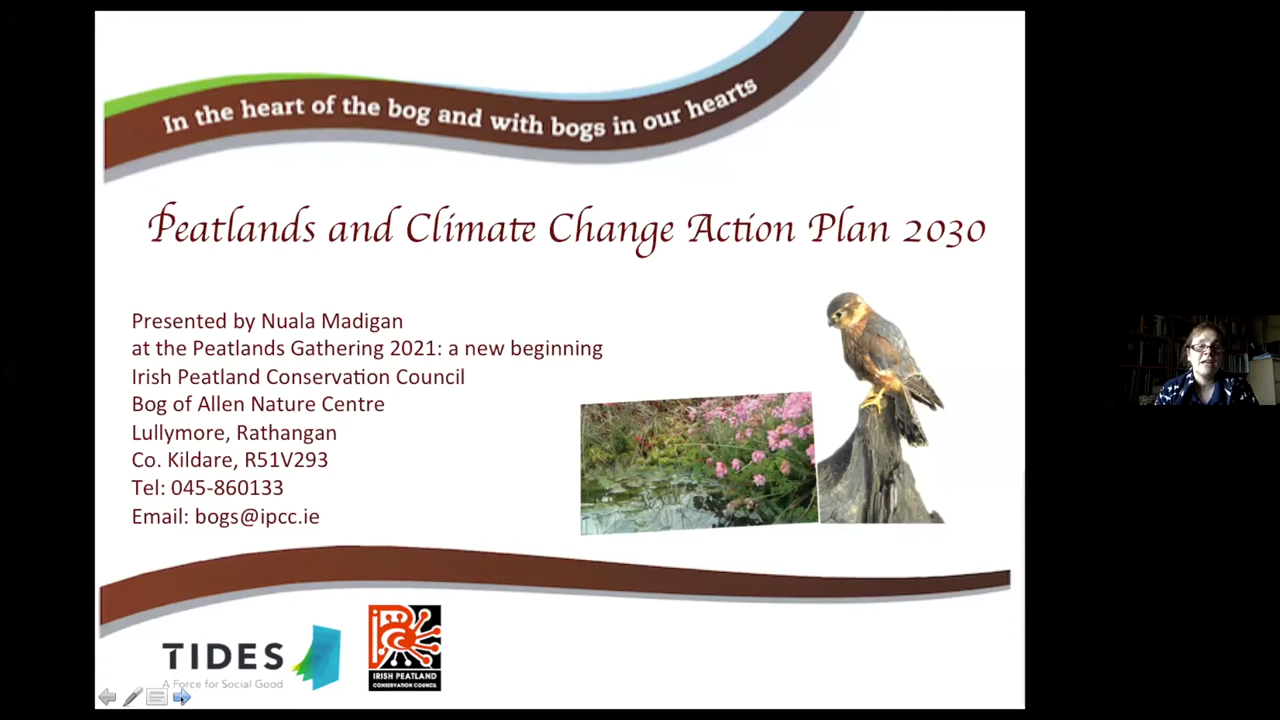 In the heart of the bog and with bogs in our hearts
Peatlands and Climate Change Action Plan 2030
Presented by Nuala Madigan
at the Peatlands Gathering 2021: a new beginning
Irish Peatland Conservation Council
Bog of Allen Nature Centre
Lullymore, Rathangan
Co. Kildare, R51V293
Tel: 045-860133
Email: bogs@ipcc.ie
TIDES
A Force for Social Good
IPCC
IRISH PEATLAND
CONSERVATION COUNCIL